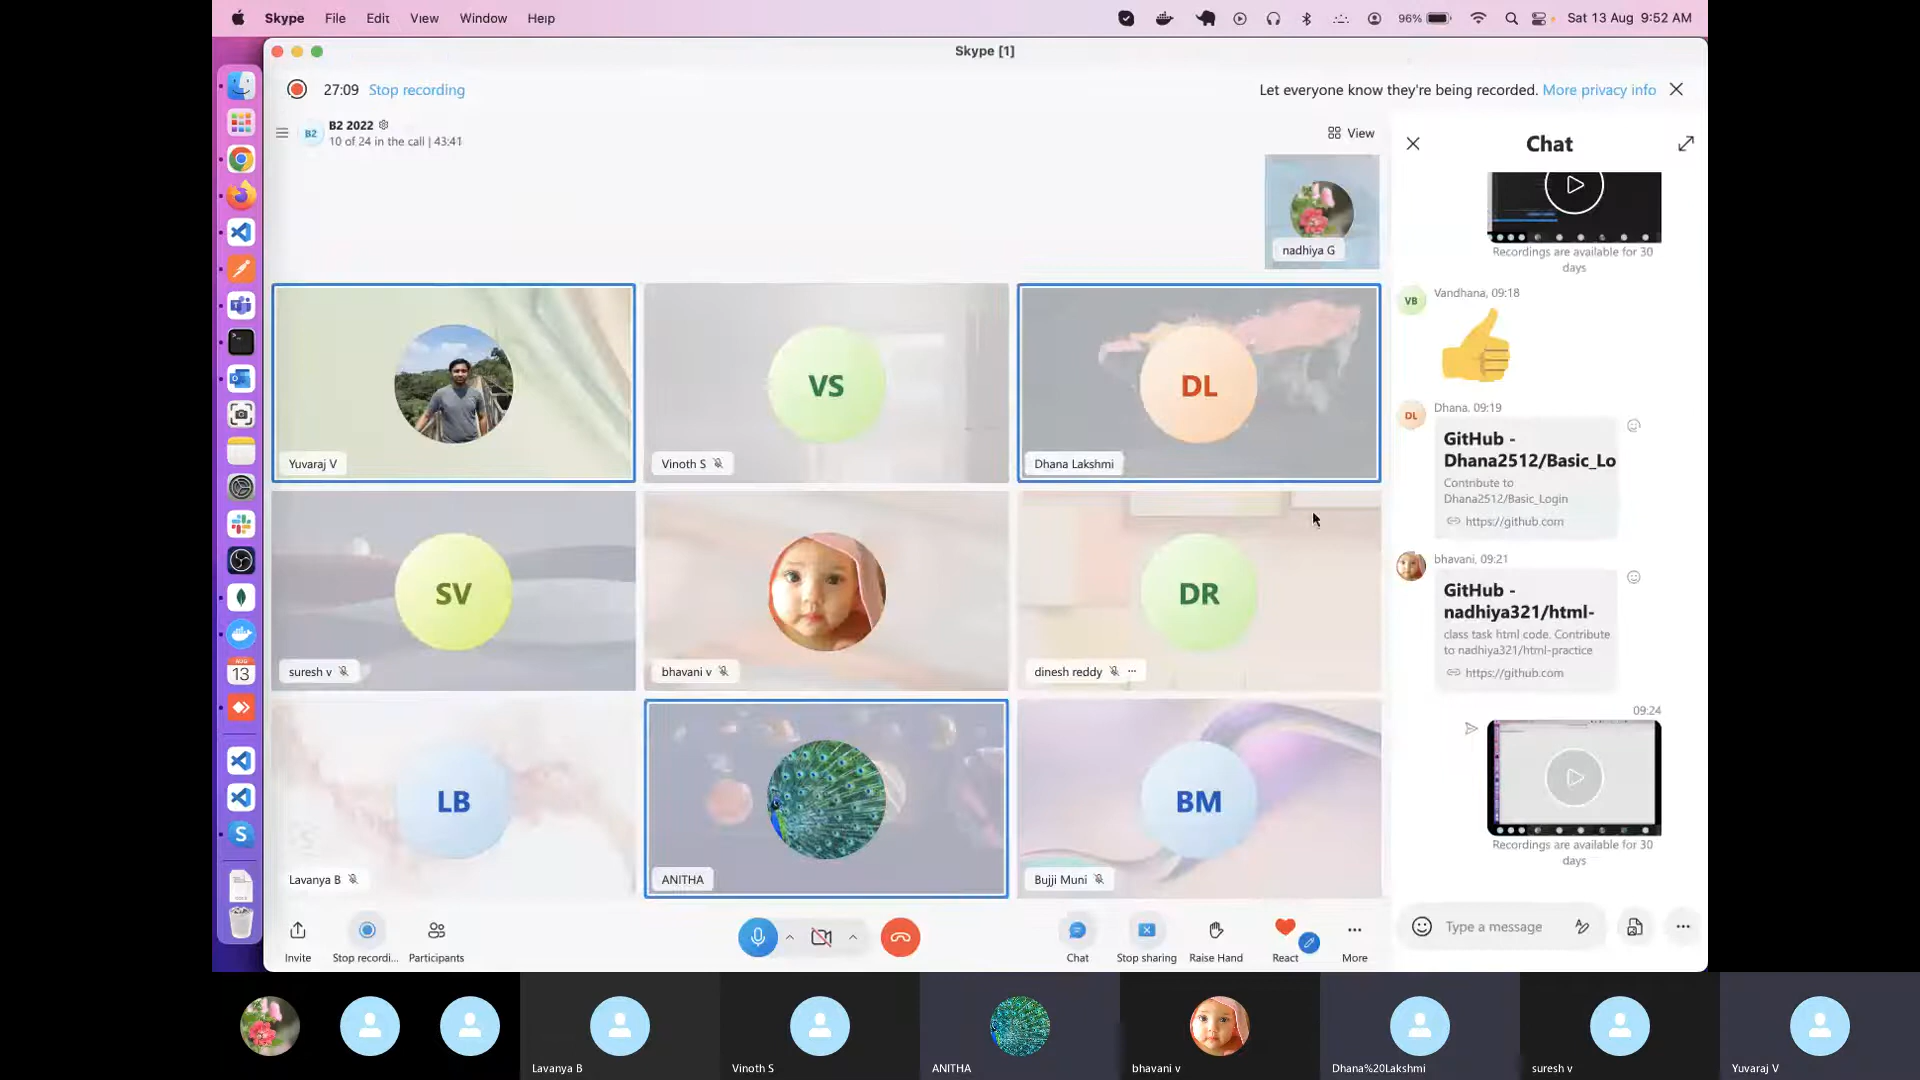 Skype File Edit View Window Help
96% Sat 13 Aug 9:52 AM
Skype [1]
27:09 Stop recording
Let everyone know they're being recorded. More privacy info
B2
B2 2022
10 of 24 in the call | 43:41
View
nadhiya G
Yuvaraj V
VS
Vinoth S
DL
Dhana Lakshmi
SV
suresh v
bhavani v
DR
dinesh reddy
LB
Lavanya B
ANITHA
BM
Bujji Muni
Invite
Stop recordi...
Participants
Chat
Stop sharing
Raise Hand
React
More
Chat
Recordings are available for 30
days
VB
Vandhana, 09:18
DL
Dhana, 09:19
GitHub -
Dhana2512/Basic_Lo
Contribute to
Dhana2512/Basic_Login
https://github.com
bhavani, 09:21
GitHub -
nadhiya321/html-
class task html code. Contribute
to nadhiya321/html-practice
https://github.com
09:24
Recordings are available for 30
days
Type a message
AUG
13
S
Lavanya B
Vinoth S
ANITHA
bhavani v
Dhana%20Lakshmi
suresh v
Yuvaraj V